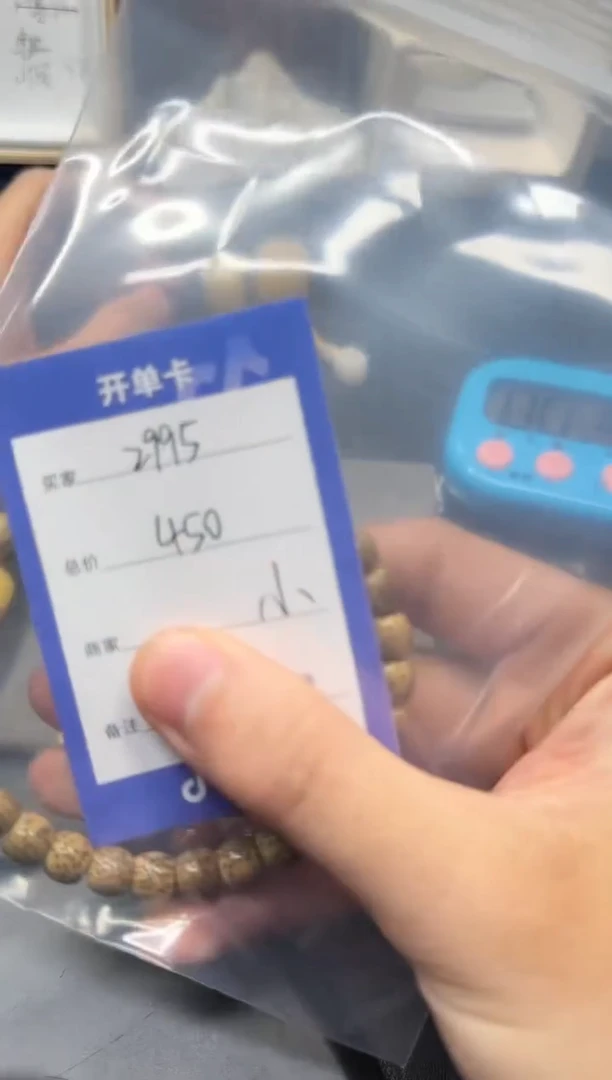 开单卡
买家 2995
总价 450
商家 小
备注